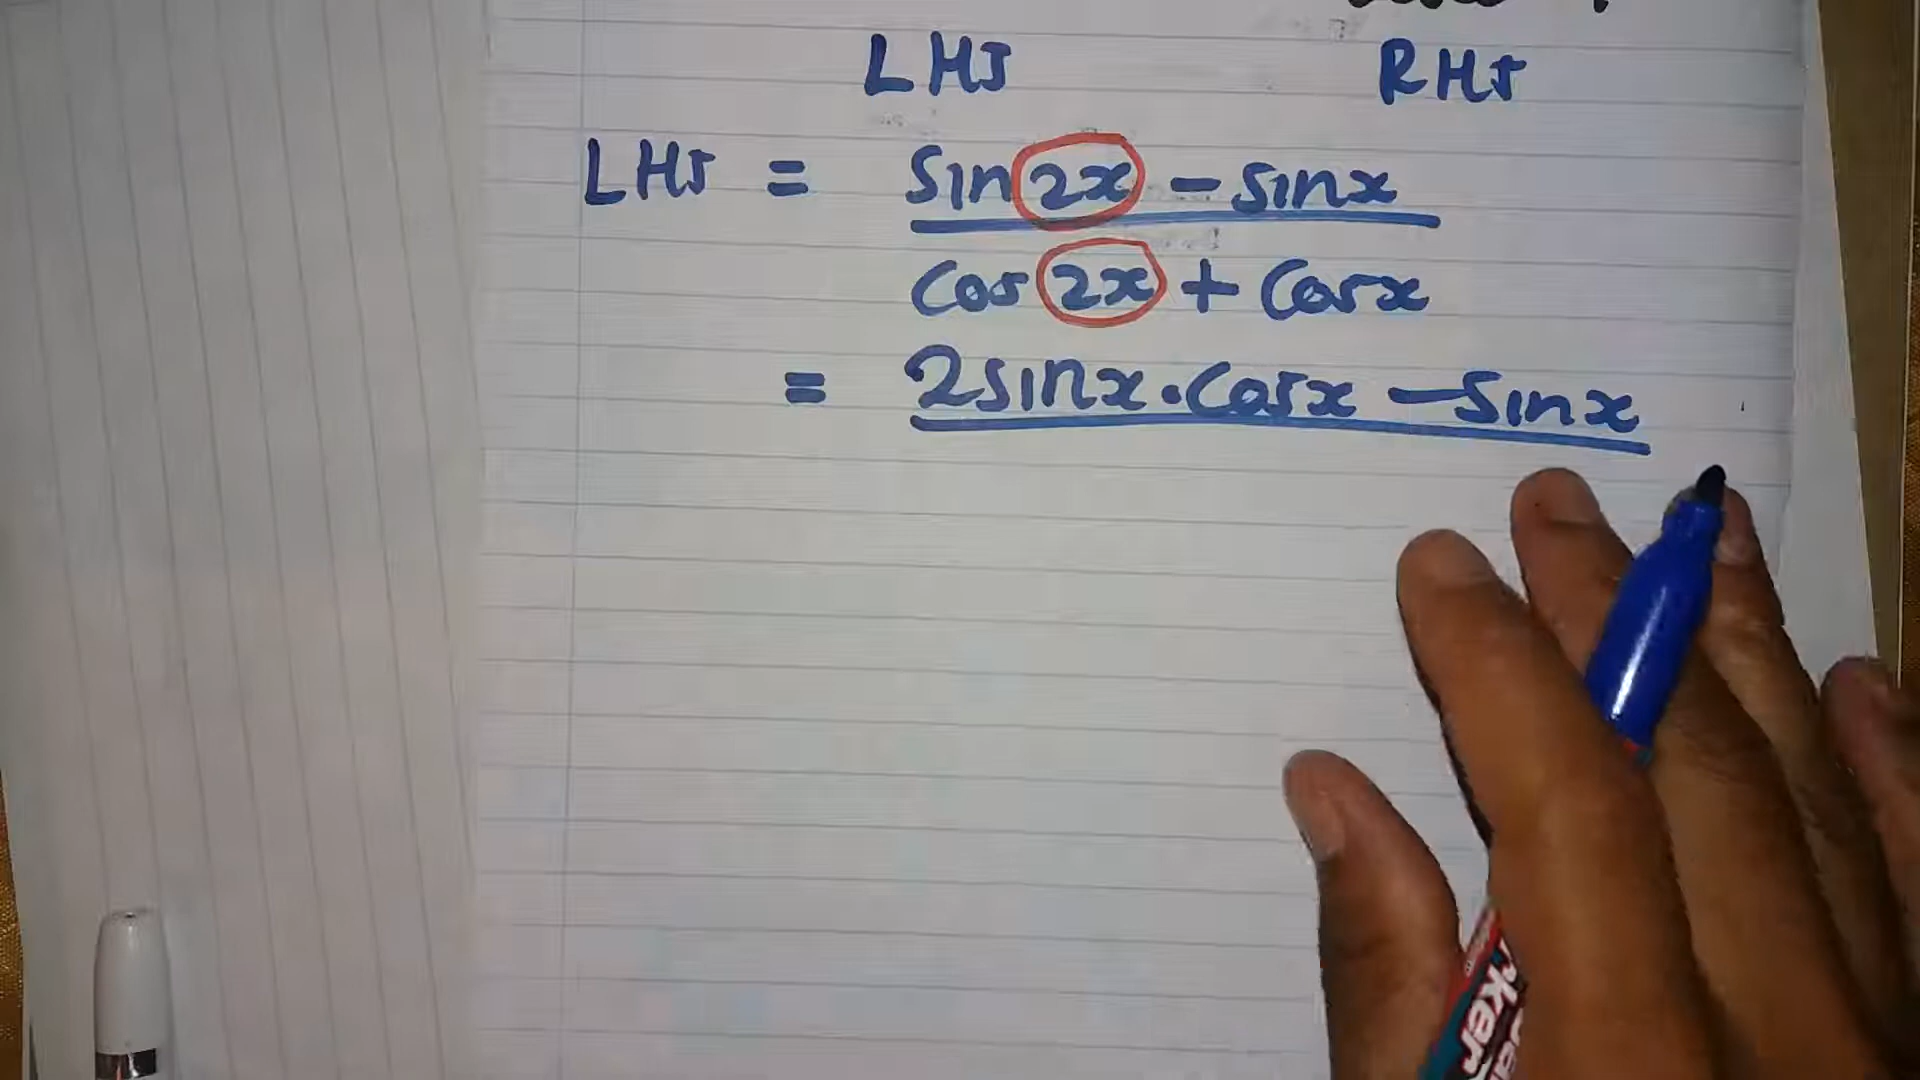 LHS RHS
LHS = sin2x - sinx
cos2x + cosx
= 2sinx.cosx - sinx